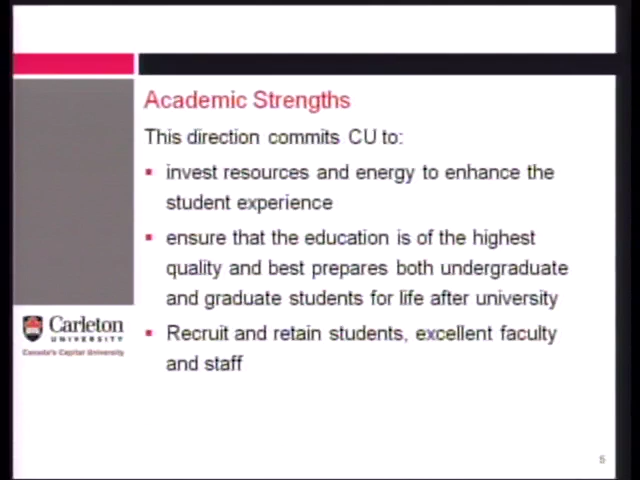 Academic Strengths
This direction commits CU to:
invest resources and energy to enhance the
student experience
ensure that the education is of the highest
quality and best prepares both undergraduate
and graduate students for life after university
Recruit and retain students, excellent faculty
and staff
Carleton
UNIVERSITY
Canada's Capital University
5